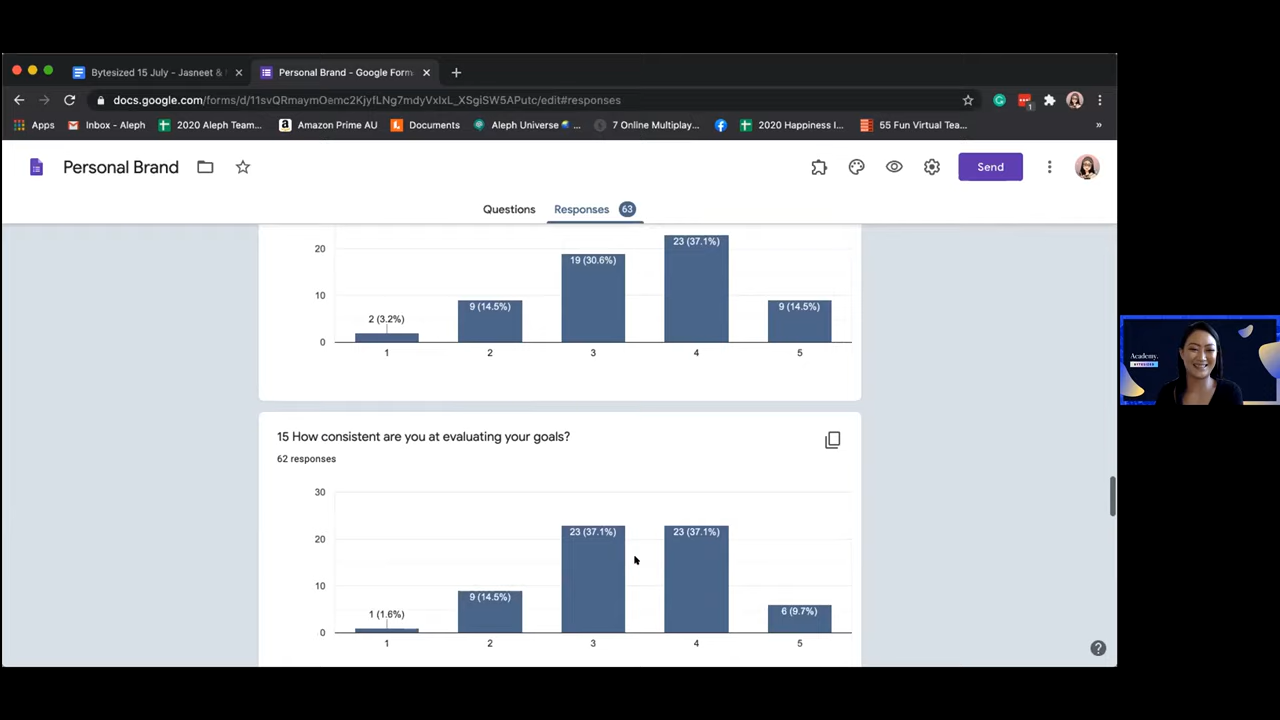 Bytesized 15 July - Jasneet &
Personal Brand - Google Form
docs.google.com/forms/d/11svQRmaymOemc2KjyfLNg7mdyVxIxL_XSgiSW5APutc/edit#responses
1
Apps
Inbox - Aleph
2020 Aleph Team...
Amazon Prime AU
Documents
Aleph Universe
...
7 Online Multiplay...
2020 Happiness I...
55 Fun Virtual Tea...
»
Personal Brand
Send
Questions
Responses 63
20
10
0
2 (3.2%)
9 (14.5%)
19 (30.6%)
23 (37.1%)
9 (14.5%)
1 2 3 4 5
15 How consistent are you at evaluating your goals?
62 responses
30
20
10
0
1 (1.6%)
9 (14.5%)
23 (37.1%)
23 (37.1%)
6 (9.7%)
1 2 3 4 5
Academy.
BYTESIZED